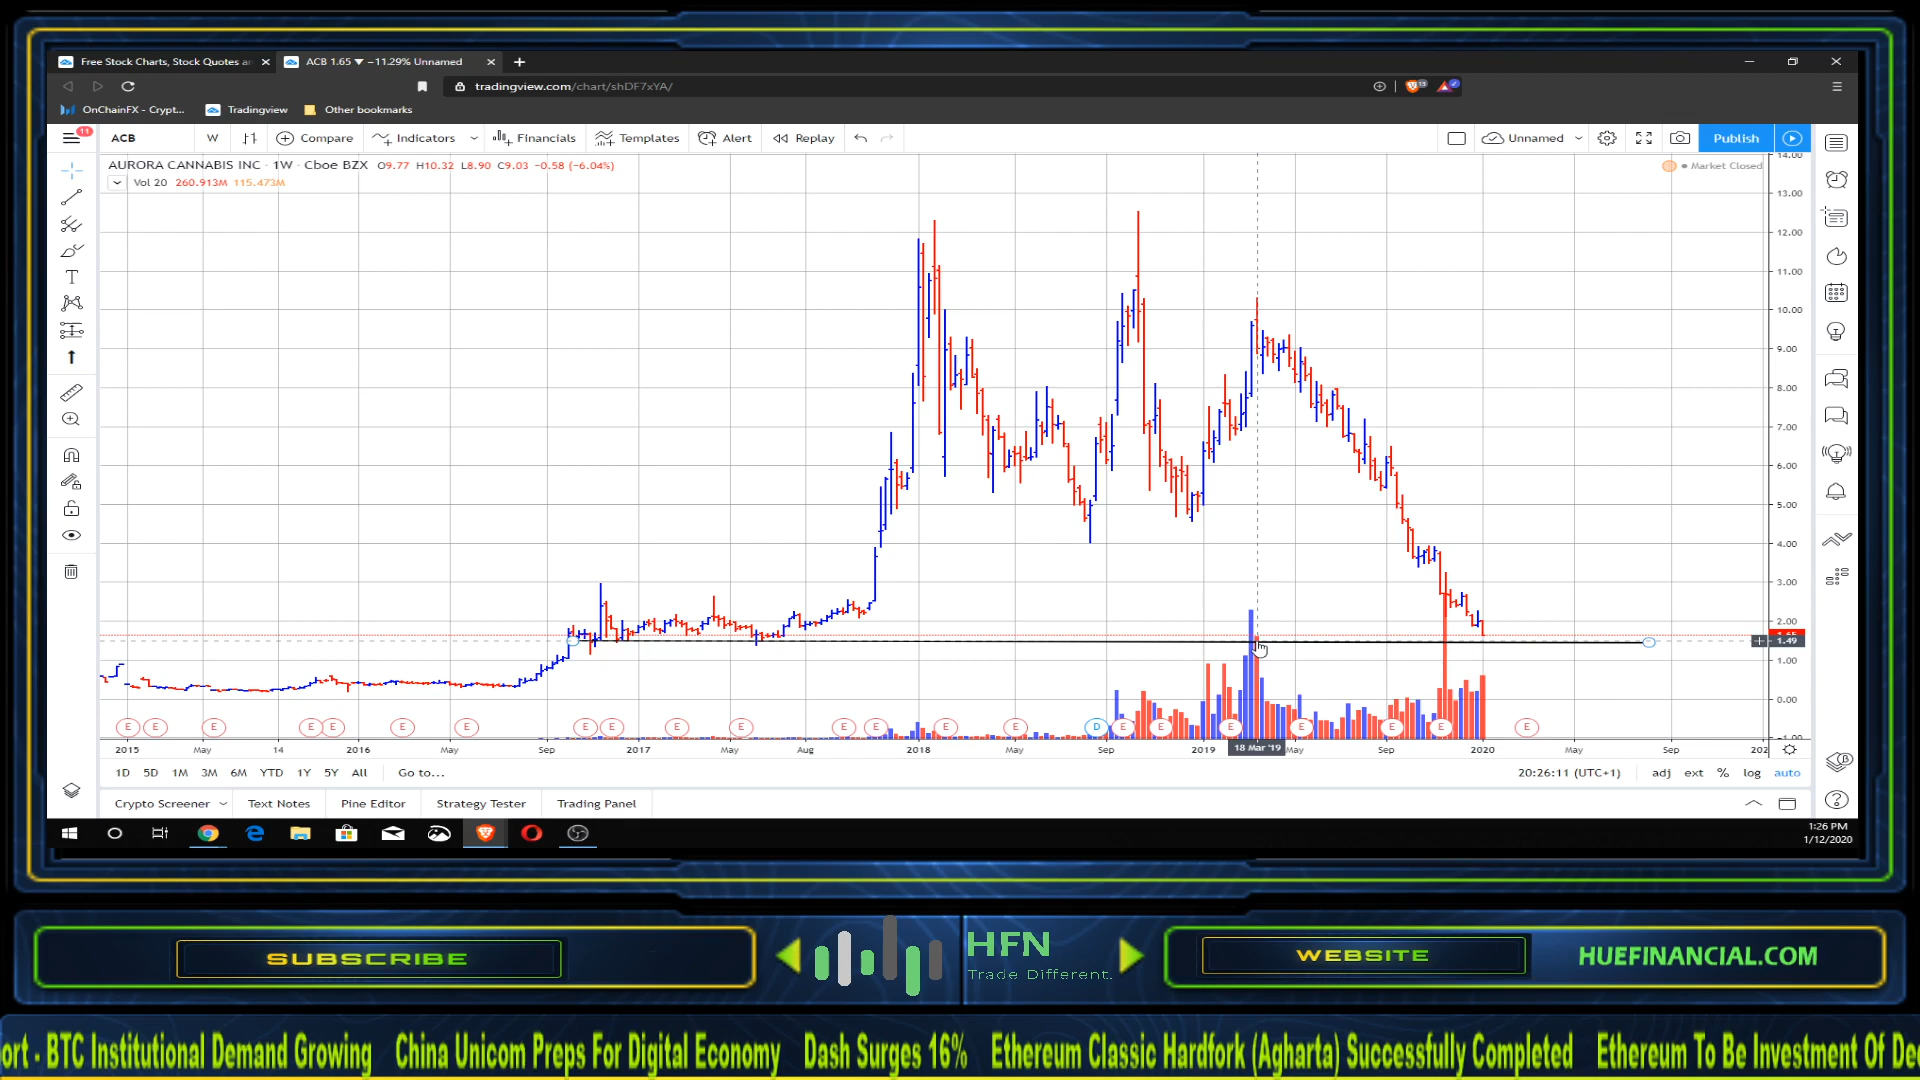 Free Stock Charts, Stock Quotes an
ACB 1.65 ▼ −11.29% Unnamed
tradingview.com/chart/shDF7xYA/
OnChainFX - Crypt...
Tradingview
Other bookmarks
11
ACB
W
Compare
Indicators
Financials
Templates
Alert
Replay
Unnamed
Publish
AURORA CANNABIS INC · 1W · Cboe BZX O9.77 H10.32 L8.90 C9.03 −0.58 (−6.04%)
Market Closed
Vol 20 260.913M 115.473M
14.00
13.00
12.00
11.00
10.00
9.00
8.00
7.00
6.00
5.00
4.00
3.00
2.00
1.49
1.00
0.00
E E E E E E E E E E E E E E E D E E E E E E E
2015 May 14 2016 May Sep 2017 May Aug 2018 May Sep 2019 18 Mar '19 May Sep 2020 May Sep
1D 5D 1M 3M 6M YTD 1Y 5Y All Go to...
20:26:11 (UTC+1) adj ext % log auto
Crypto Screener Text Notes Pine Editor Strategy Tester Trading Panel
1:26 PM
1/12/2020
SUBSCRIBE
HFN
Trade Different.
WEBSITE
HUEFINANCIAL.COM
ort - BTC Institutional Demand Growing China Unicom Preps For Digital Economy Dash Surges 16% Ethereum Classic Hardfork (Agharta) Successfully Completed Ethereum To Be Investment Of De